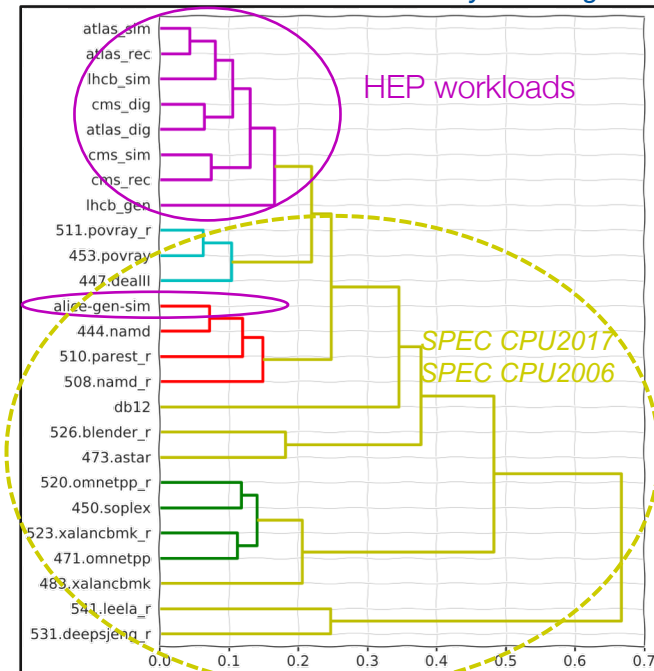 atlas_sim
atlas_rec
lhcb_sim
cms_dig
atlas_dig
cms_sim
cms_rec
lhcb_gen
511.povray_r
453.povray
447.dealII
alice-gen-sim
444.namd
510.parest_r
508.namd_r
db12
526.blender_r
473.astar
520.omnetpp_r
450.soplex
523.xalancbmk_r
471.omnetpp
483.xalancbmk
541.leela_r
531.deepsjeng_r
HEP workloads
SPEC CPU2017
SPEC CPU2006
0.0 0.1 0.2 0.3 0.4 0.5 0.6 0.7